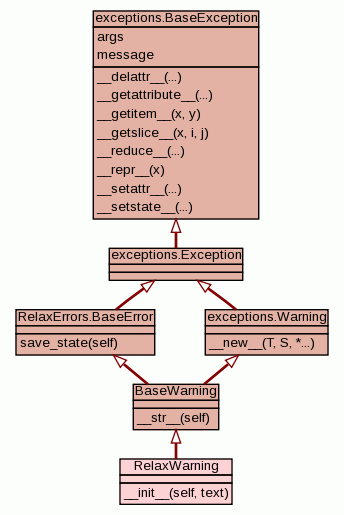 exceptions.BaseException
args
message
__delattr__(...)
__getattribute__(...)
__getitem__(x, y)
__getslice__(x, i, j)
__reduce__(...)
__repr__(x)
__setattr__(...)
__setstate__(...)
exceptions.Exception
RelaxErrors.BaseError
save_state(self)
exceptions.Warning
__new__(T, S, *...)
BaseWarning
__str__(self)
RelaxWarning
__init__(self, text)